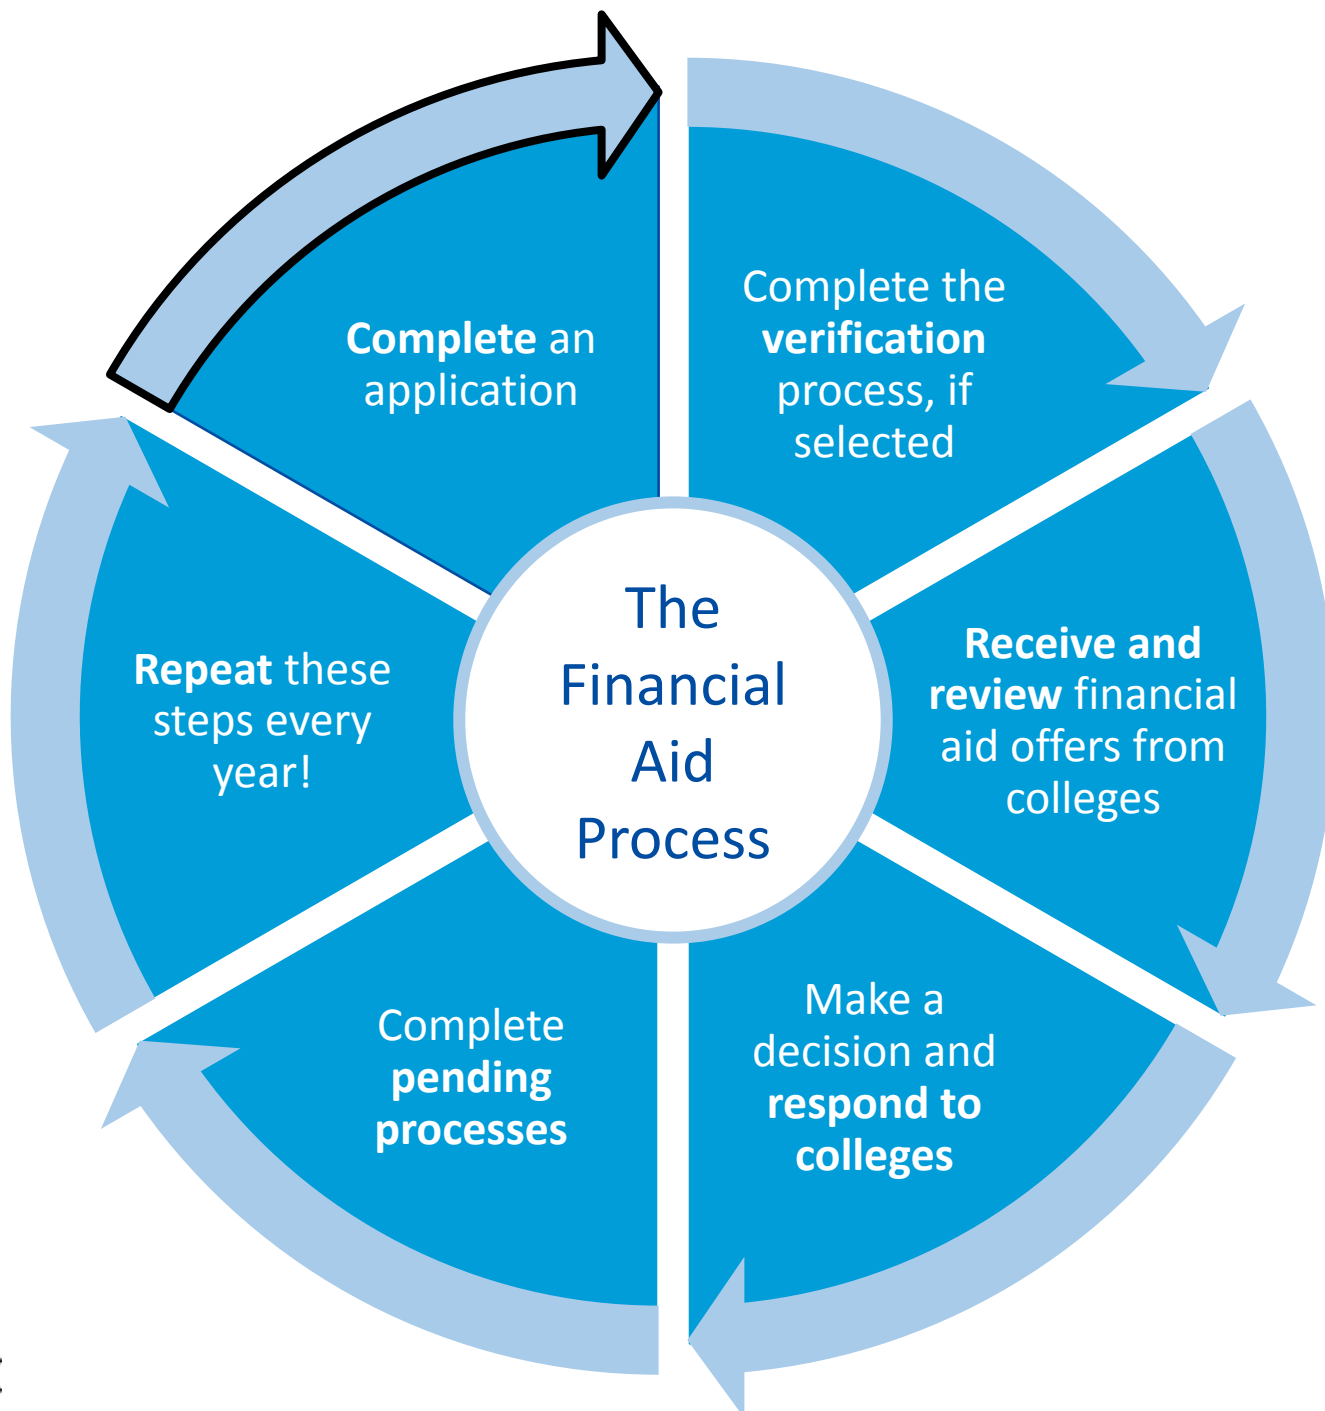 The
Financial
Aid
Process
Complete an
application
Complete the
verification
process, if
selected
Receive and
review financial
aid offers from
colleges
Make a
decision and
respond to
colleges
Complete
pending
processes
Repeat these
steps every
year!